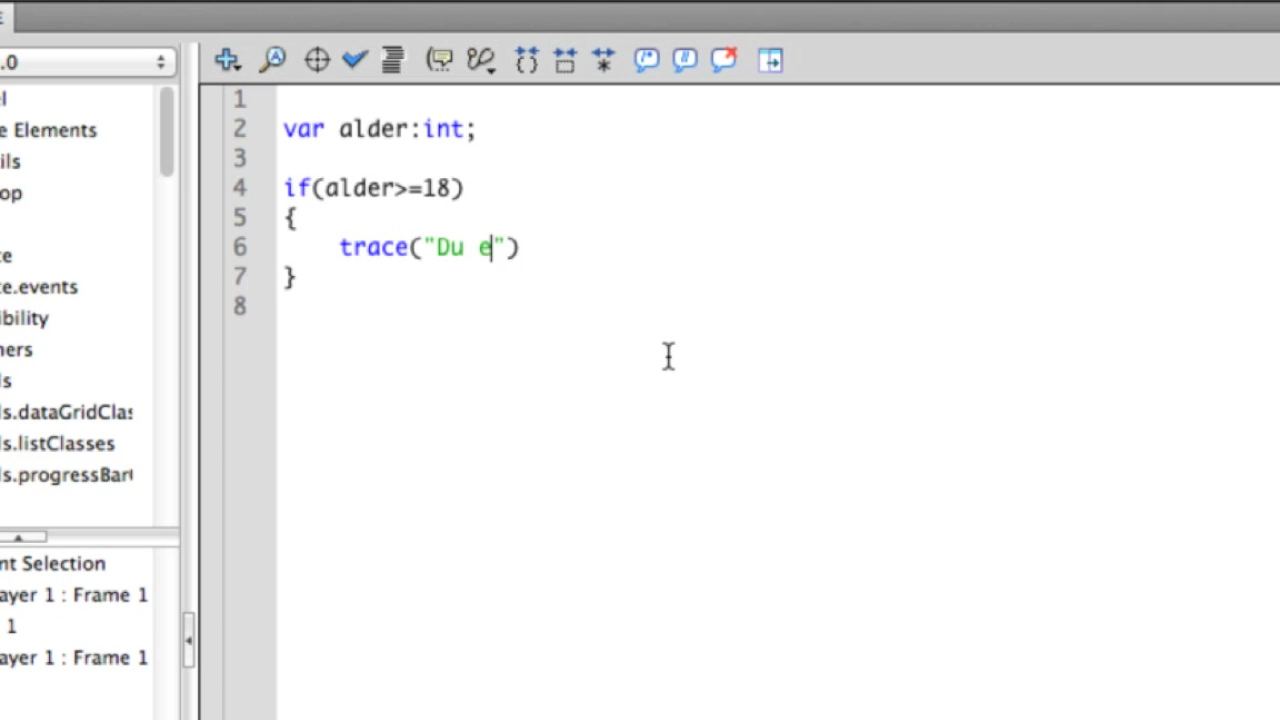 E
.0
el
e Elements
ils
op
te
te.events
ibility
ners
ls
ls.dataGridClas
ls.listClasses
ls.progressBar
nt Selection
ayer 1 : Frame 1
1
ayer 1 : Frame 1
1
2 var alder:int;
3
4 if(alder>=18)
5 {
6 trace("Du e")
7 }
8